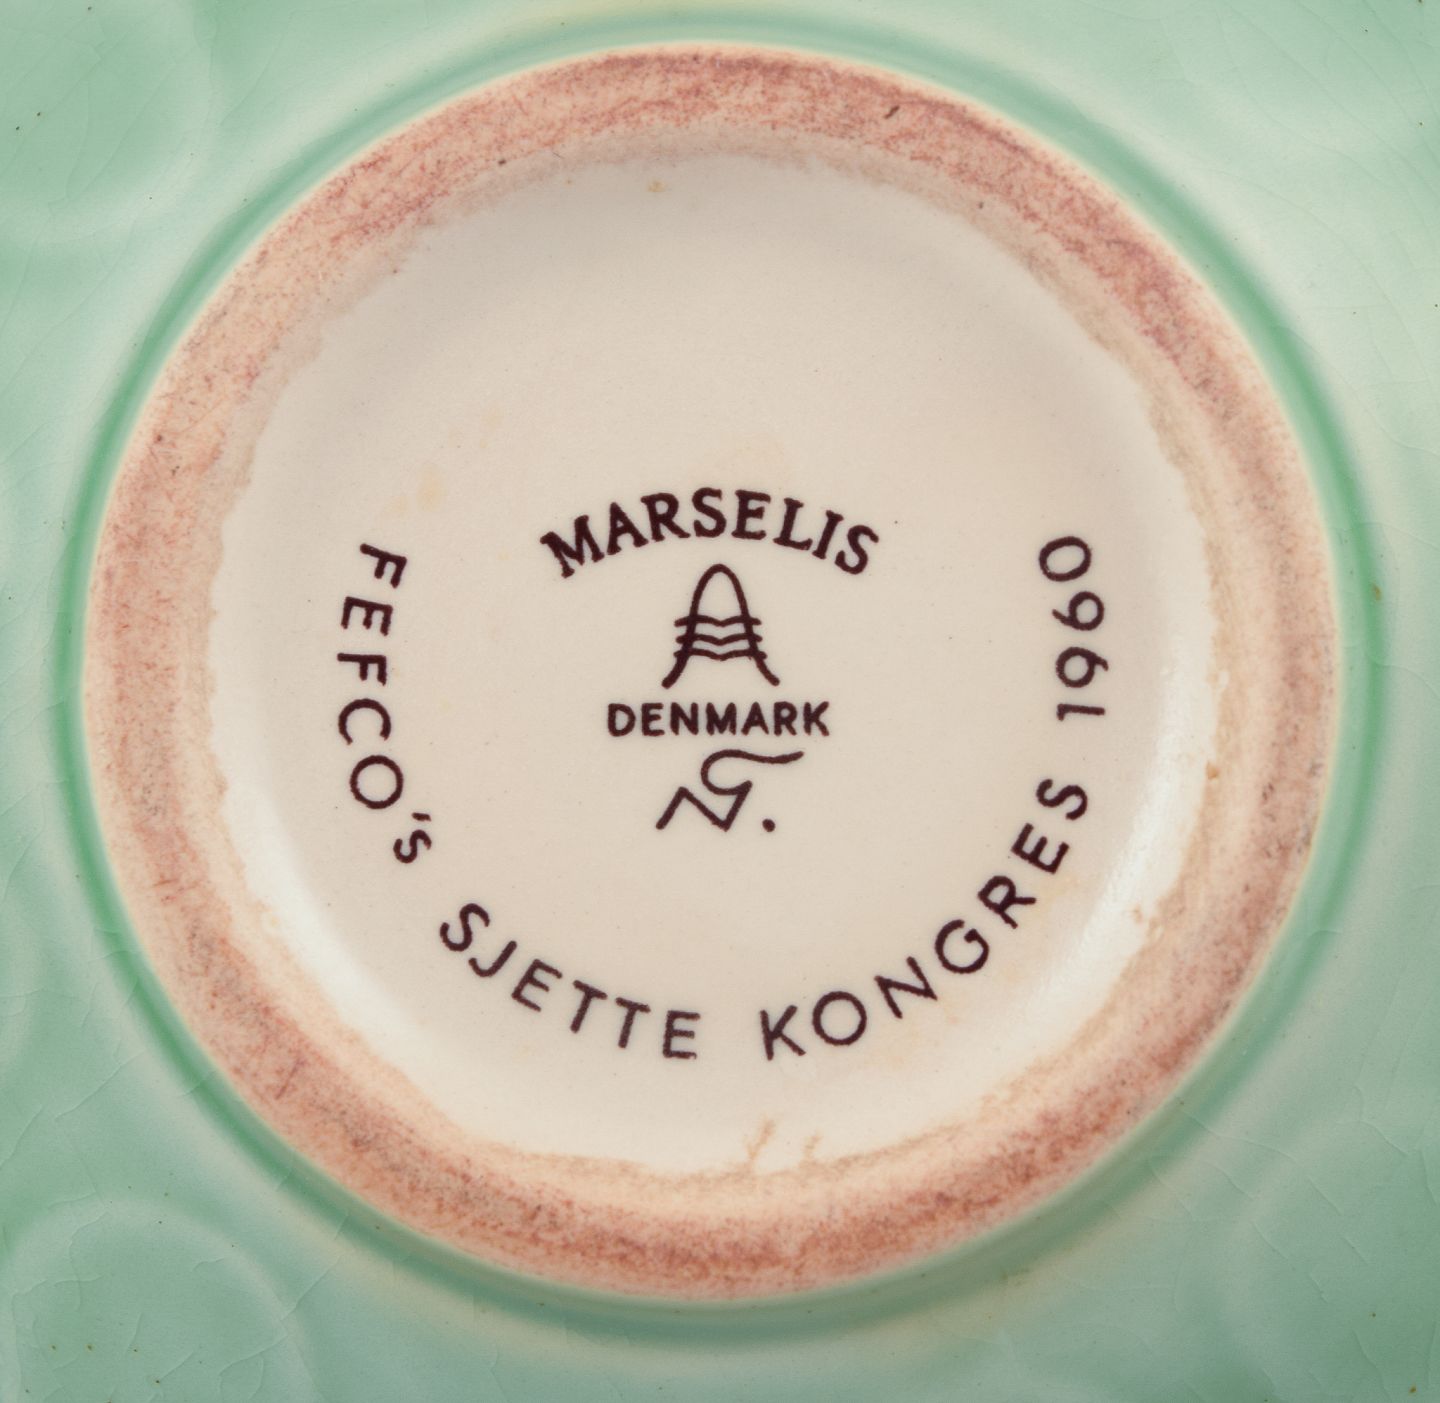 MARSELIS
DENMARK
FEFCO's SJETTE KONGRES 1960